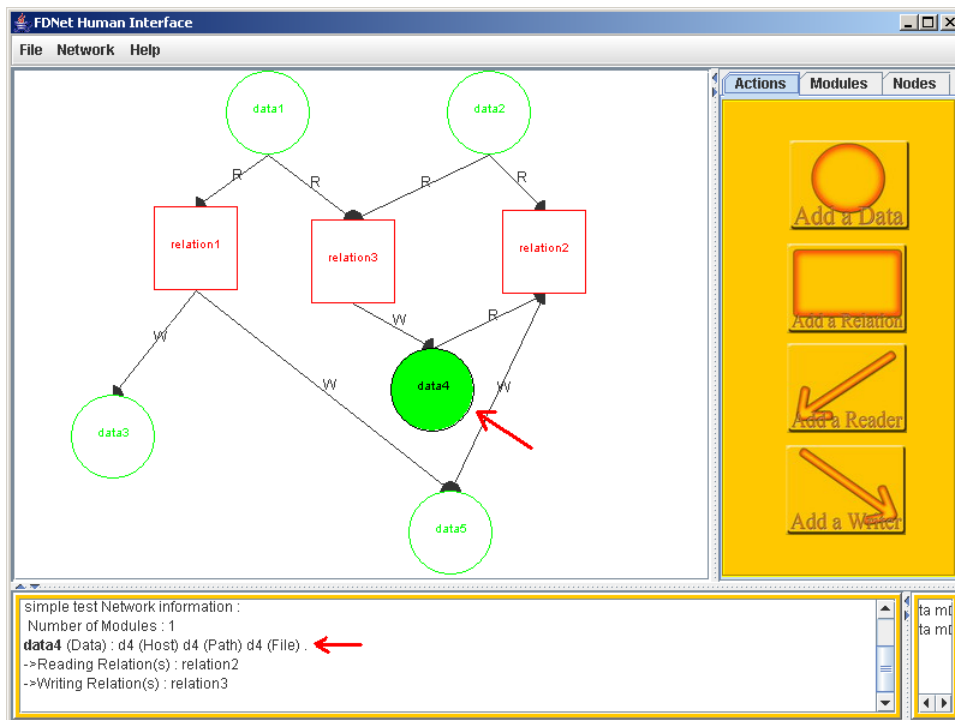 FDNet Human Interface
File Network Help
Actions Modules Nodes
data1
data2
R
R
R
R
relation1
relation3
relation2
W
W
R
W
W
data4
data3
data5
Add a Data
Add a Relation
Add a Reader
Add a Writer
simple test Network information :
Number of Modules : 1
data4 (Data) : d4 (Host) d4 (Path) d4 (File) .
->Reading Relation(s) : relation2
->Writing Relation(s) : relation3